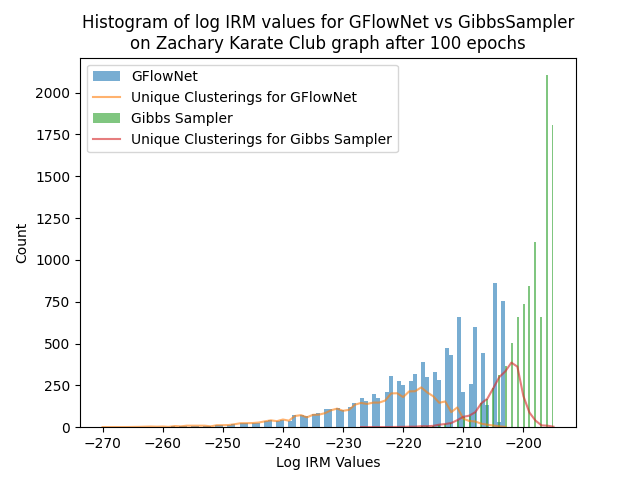 Histogram of log IRM values for GFlowNet vs GibbsSampler
on Zachary Karate Club graph after 100 epochs
GFlowNet
Unique Clusterings for GFlowNet
Gibbs Sampler
Unique Clusterings for Gibbs Sampler
Count
2000
1750
1500
1250
1000
750
500
250
0
−270 −260 −250 −240 −230 −220 −210 −200
Log IRM Values